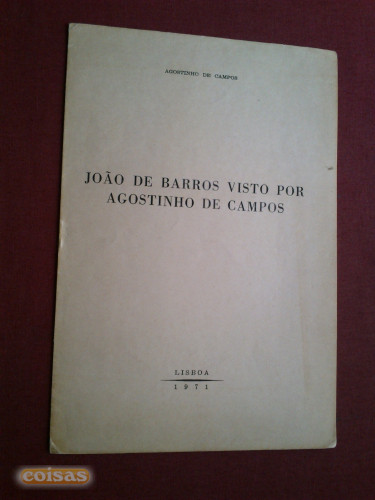 AGOSTINHO DE CAMPOS
JOÃO DE BARROS VISTO POR
AGOSTINHO DE CAMPOS
LISBOA
1971
coisas